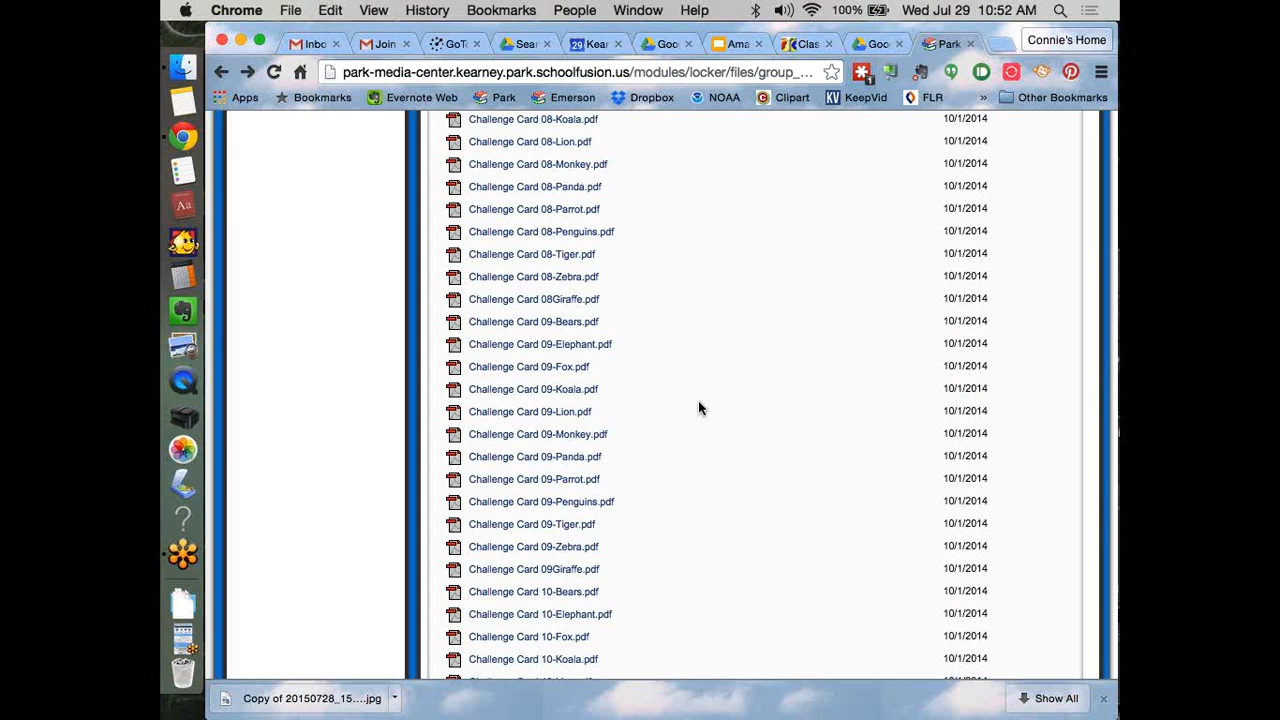 Chrome File Edit View History Bookmarks People Window Help 100% Wed Jul 29 10:52 AM
Inbo Join GoTo Sear 29 Kear Goo Ama Clas Goo Park Connie's Home
park-media-center.kearney.park.schoolfusion.us/modules/locker/files/group_... 1
Apps Bookmarks Evernote Web Park Emerson Dropbox NOAA Clipart KV KeepVid FLR » Other Bookmarks
Challenge Card 08-Koala.pdf 10/1/2014
Challenge Card 08-Lion.pdf 10/1/2014
Challenge Card 08-Monkey.pdf 10/1/2014
Challenge Card 08-Panda.pdf 10/1/2014
Challenge Card 08-Parrot.pdf 10/1/2014
Challenge Card 08-Penguins.pdf 10/1/2014
Challenge Card 08-Tiger.pdf 10/1/2014
Challenge Card 08-Zebra.pdf 10/1/2014
Challenge Card 08Giraffe.pdf 10/1/2014
Challenge Card 09-Bears.pdf 10/1/2014
Challenge Card 09-Elephant.pdf 10/1/2014
Challenge Card 09-Fox.pdf 10/1/2014
Challenge Card 09-Koala.pdf 10/1/2014
Challenge Card 09-Lion.pdf 10/1/2014
Challenge Card 09-Monkey.pdf 10/1/2014
Challenge Card 09-Panda.pdf 10/1/2014
Challenge Card 09-Parrot.pdf 10/1/2014
Challenge Card 09-Penguins.pdf 10/1/2014
Challenge Card 09-Tiger.pdf 10/1/2014
Challenge Card 09-Zebra.pdf 10/1/2014
Challenge Card 09Giraffe.pdf 10/1/2014
Challenge Card 10-Bears.pdf 10/1/2014
Challenge Card 10-Elephant.pdf 10/1/2014
Challenge Card 10-Fox.pdf 10/1/2014
Challenge Card 10-Koala.pdf 10/1/2014
Copy of 20150728_15....jpg Show All
Aa
?